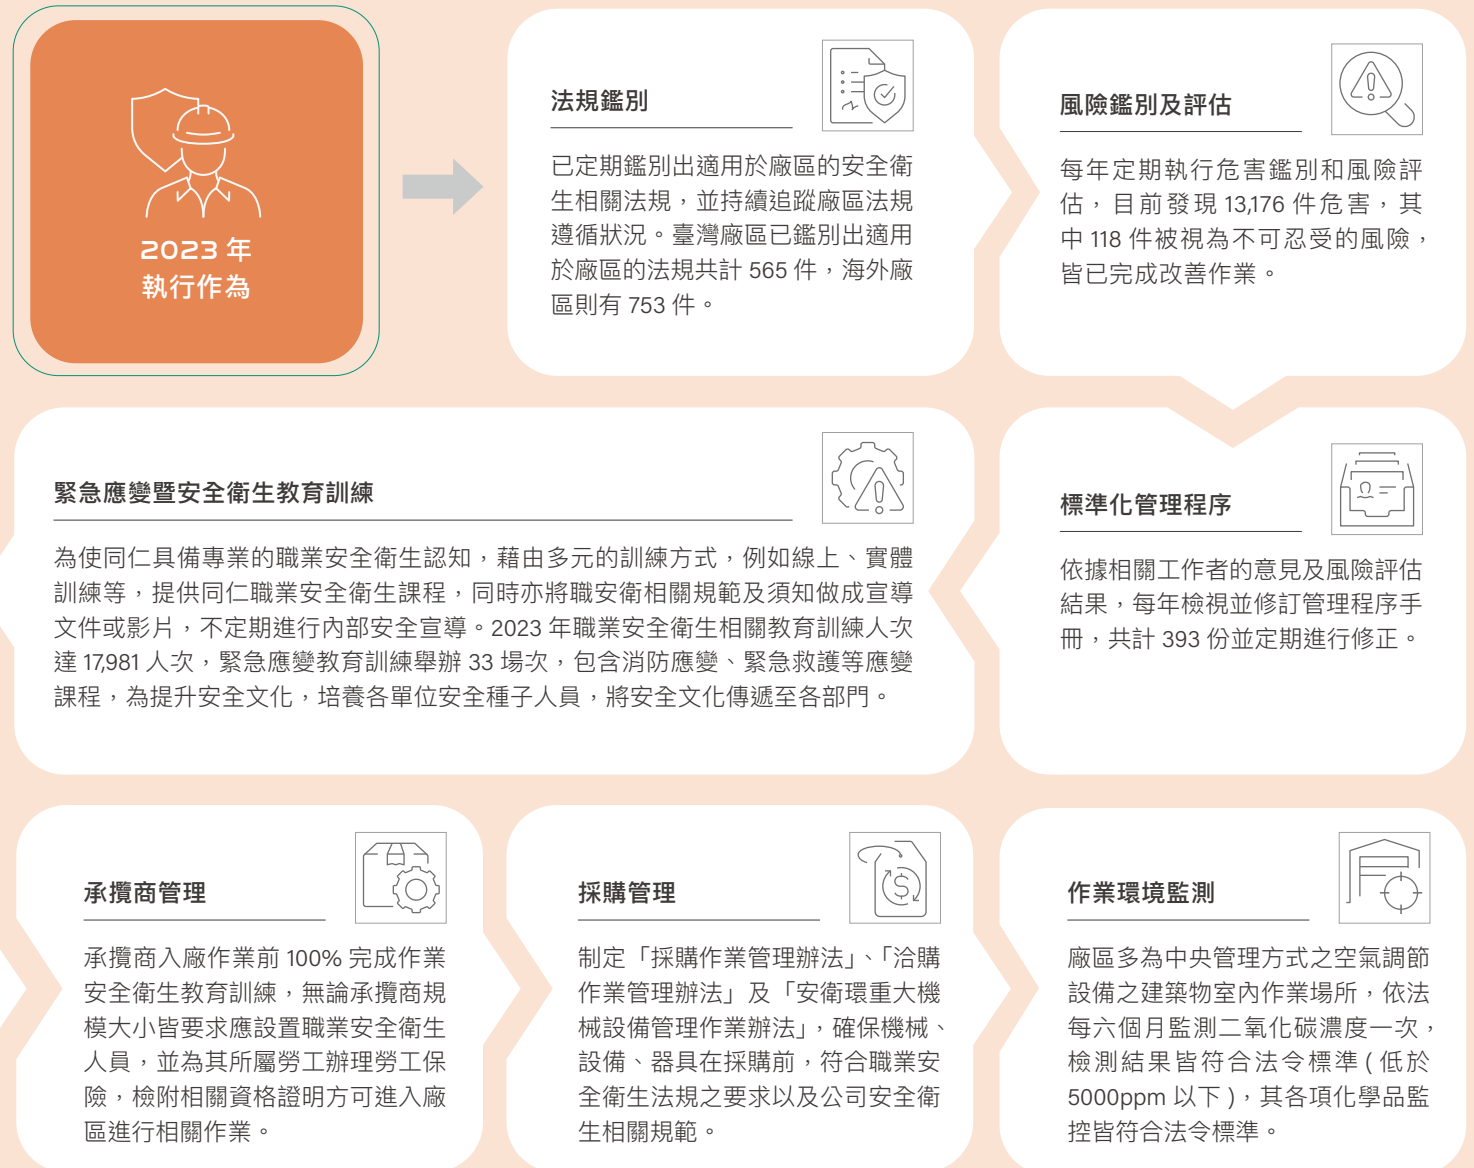 2023 年
執行作為
法規鑑別
已定期鑑別出適用於廠區的安全衛
生相關法規，並持續追蹤廠區法規
遵循狀況。臺灣廠區已鑑別出適用
於廠區的法規共計 565 件，海外廠
區則有 753 件。
風險鑑別及評估
每年定期執行危害鑑別和風險評
估，目前發現 13,176 件危害，其
中 118 件被視為不可忍受的風險，
皆已完成改善作業。
標準化管理程序
依據相關工作者的意見及風險評估
結果，每年檢視並修訂管理程序手
冊，共計 393 份並定期進行修正。
緊急應變暨安全衛生教育訓練
為使同仁具備專業的職業安全衛生認知，藉由多元的訓練方式，例如線上、實體
訓練等，提供同仁職業安全衛生課程，同時亦將職安衛相關規範及須知做成宣導
文件或影片，不定期進行內部安全宣導。2023 年職業安全衛生相關教育訓練人次
達 17,981 人次，緊急應變教育訓練舉辦 33 場次，包含消防應變、緊急救護等應變
課程，為提升安全文化，培養各單位安全種子人員，將安全文化傳遞至各部門。
承攬商管理
承攬商入廠作業前 100% 完成作業
安全衛生教育訓練，無論承攬商規
模大小皆要求應設置職業安全衛生
人員，並為其所屬勞工辦理勞工保
險，檢附相關資格證明方可進入廠
區進行相關作業。
採購管理
制定「採購作業管理辦法」、「洽購
作業管理辦法」及「安衛環重大機
械設備管理作業辦法」，確保機械、
設備、器具在採購前，符合職業安
全衛生法規之要求以及公司安全衛
生相關規範。
作業環境監測
廠區多為中央管理方式之空氣調節
設備之建築物室內作業場所，依法
每六個月監測二氧化碳濃度一次，
檢測結果皆符合法令標準 ( 低於
5000ppm 以下 )，其各項化學品監
控皆符合法令標準。